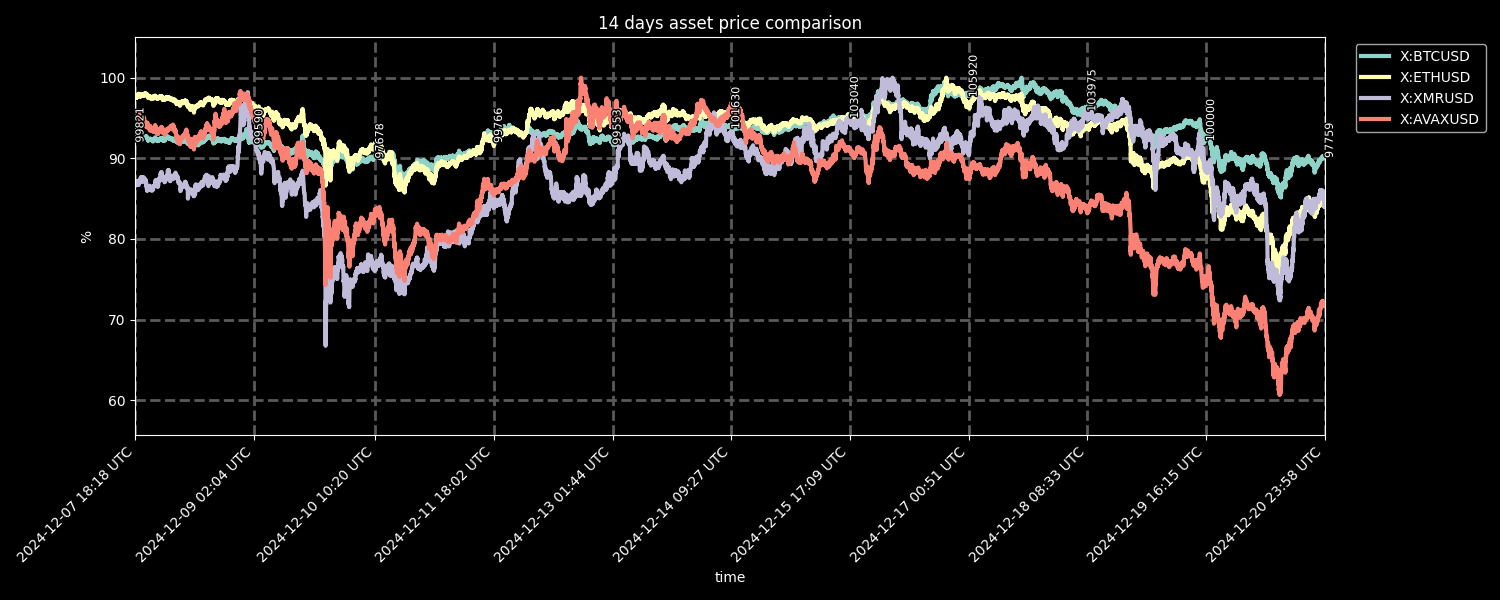 14 days asset price comparison
X:BTCUSD
X:ETHUSD
X:XMRUSD
X:AVAXUSD
100
90
80
70
60
%
99821
99590
97678
99766
101630
103040
105920
103975
100000
97759
2024-12-07 18:18 UTC
2024-12-09 02:04 UTC
2024-12-10 10:20 UTC
2024-12-11 18:02 UTC
2024-12-13 01:44 UTC
2024-12-14 09:27 UTC
2024-12-15 17:09 UTC
2024-12-17 00:51 UTC
2024-12-18 08:33 UTC
2024-12-19 16:15 UTC
2024-12-20 23:58 UTC
time